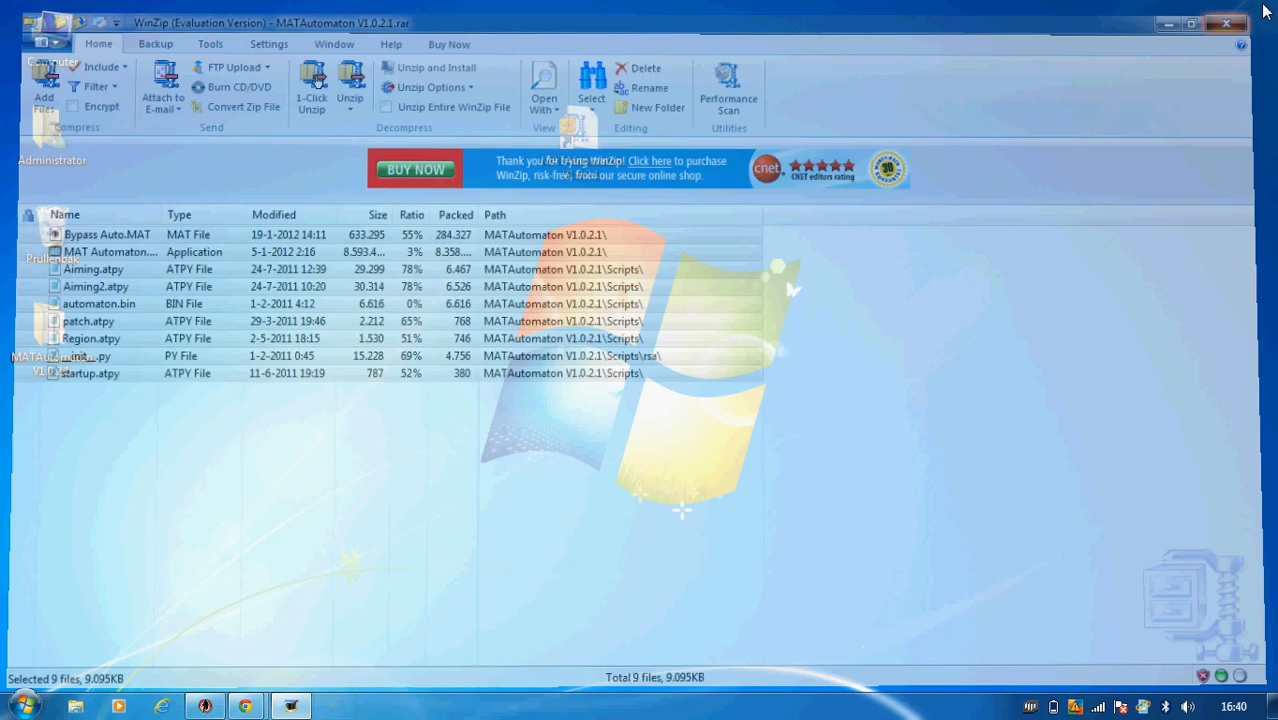 WinZip (Evaluation Version) - MATAutomaton V1.0.2.1.rar
Home Backup Tools Settings Window Help Buy Now
Computer
Include FTP Upload Unzip and Install Delete
Filter Burn CD/DVD Unzip Options Rename
Add Files Encrypt Attach to E-mail Convert Zip File 1-Click Unzip Unzip Unzip Entire WinZip File Open With Select New Folder Performance Scan
Compress Send Decompress View Editing Utilities
Administrator
BUY NOW
Thank you for trying WinZip! Click here to purchase
WinZip, risk-free, from our secure online shop.
cnet
CNET editors rating
30
Name Type Modified Size Ratio Packed Path
Bypass Auto.MAT MAT File 19-1-2012 14:11 633.295 55% 284.327 MATAutomaton V1.0.2.1\
MAT Automaton.... Application 5-1-2012 2:16 8.593.4... 3% 8.358.... MATAutomaton V1.0.2.1\
Prullenbak
Aiming.atpy ATPY File 24-7-2011 12:39 29.299 78% 6.467 MATAutomaton V1.0.2.1\Scripts\
Aiming2.atpy ATPY File 24-7-2011 10:20 30.314 78% 6.526 MATAutomaton V1.0.2.1\Scripts\
automaton.bin BIN File 1-2-2011 4:12 6.616 0% 6.616 MATAutomaton V1.0.2.1\Scripts\
patch.atpy ATPY File 29-3-2011 19:46 2.212 65% 768 MATAutomaton V1.0.2.1\Scripts\
Region.atpy ATPY File 2-5-2011 18:15 1.530 51% 746 MATAutomaton V1.0.2.1\Scripts\
.py PY File 1-2-2011 0:45 15.228 69% 4.756 MATAutomaton V1.0.2.1\Scripts\rsa\
MATAutomaton
startup.atpy ATPY File 11-6-2011 19:19 787 52% 380 MATAutomaton V1.0.2.1\Scripts\
Selected 9 files, 9.095KB
Total 9 files, 9.095KB
16:40